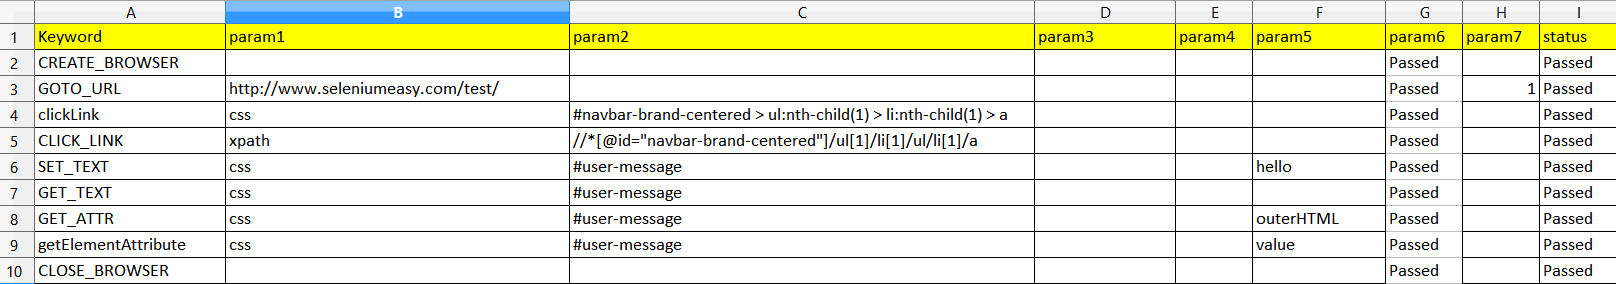 A B C D E F G H I
1 Keyword param1 param2 param3 param4 param5 param6 param7 status
2 CREATE_BROWSER Passed Passed
3 GOTO_URL http://www.seleniumeasy.com/test/ Passed 1 Passed
4 clickLink css #navbar-brand-centered > ul:nth-child(1) > li:nth-child(1) > a Passed Passed
5 CLICK_LINK xpath //*[@id="navbar-brand-centered"]/ul[1]/li[1]/ul/li[1]/a Passed Passed
6 SET_TEXT css #user-message hello Passed Passed
7 GET_TEXT css #user-message Passed Passed
8 GET_ATTR css #user-message outerHTML Passed Passed
9 getElementAttribute css #user-message value Passed Passed
10 CLOSE_BROWSER Passed Passed